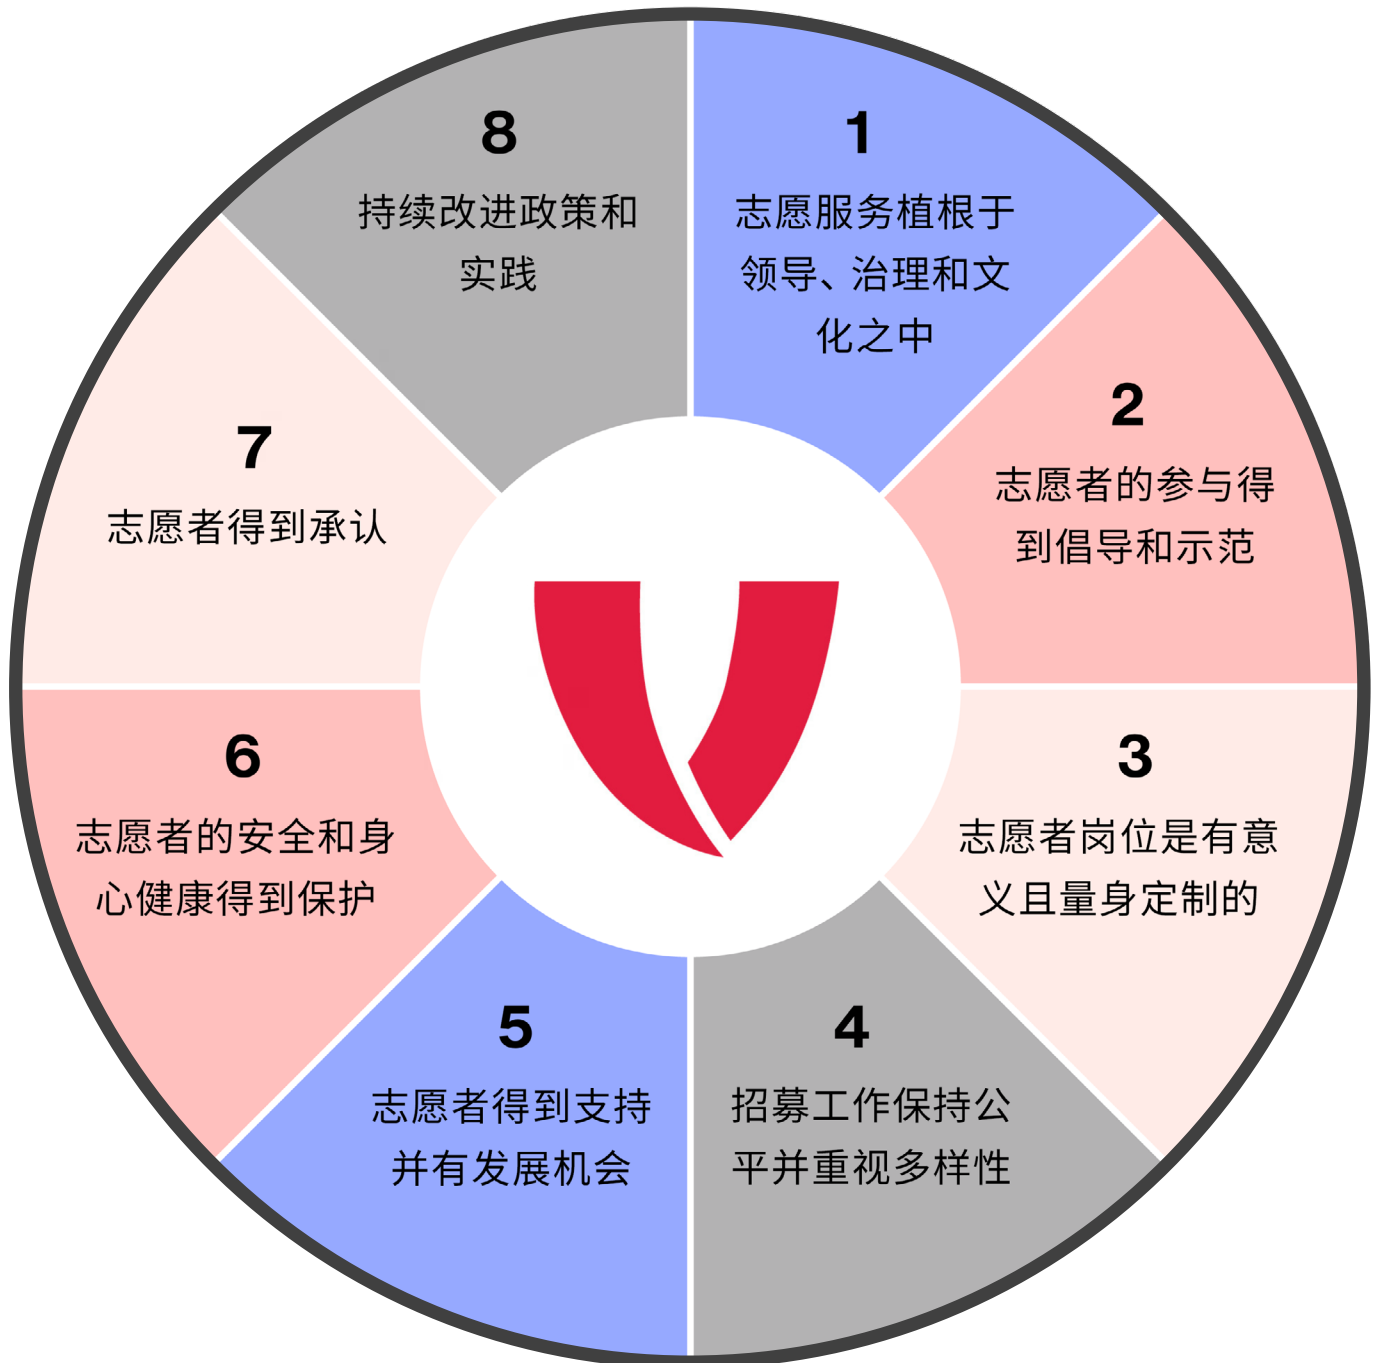 1
志愿服务植根于
领导、治理和文
化之中
2
志愿者的参与得
到倡导和示范
3
志愿者岗位是有意
义且量身定制的
4
招募工作保持公
平并重视多样性
5
志愿者得到支持
并有发展机会
6
志愿者的安全和身
心健康得到保护
7
志愿者得到承认
8
持续改进政策和
实践